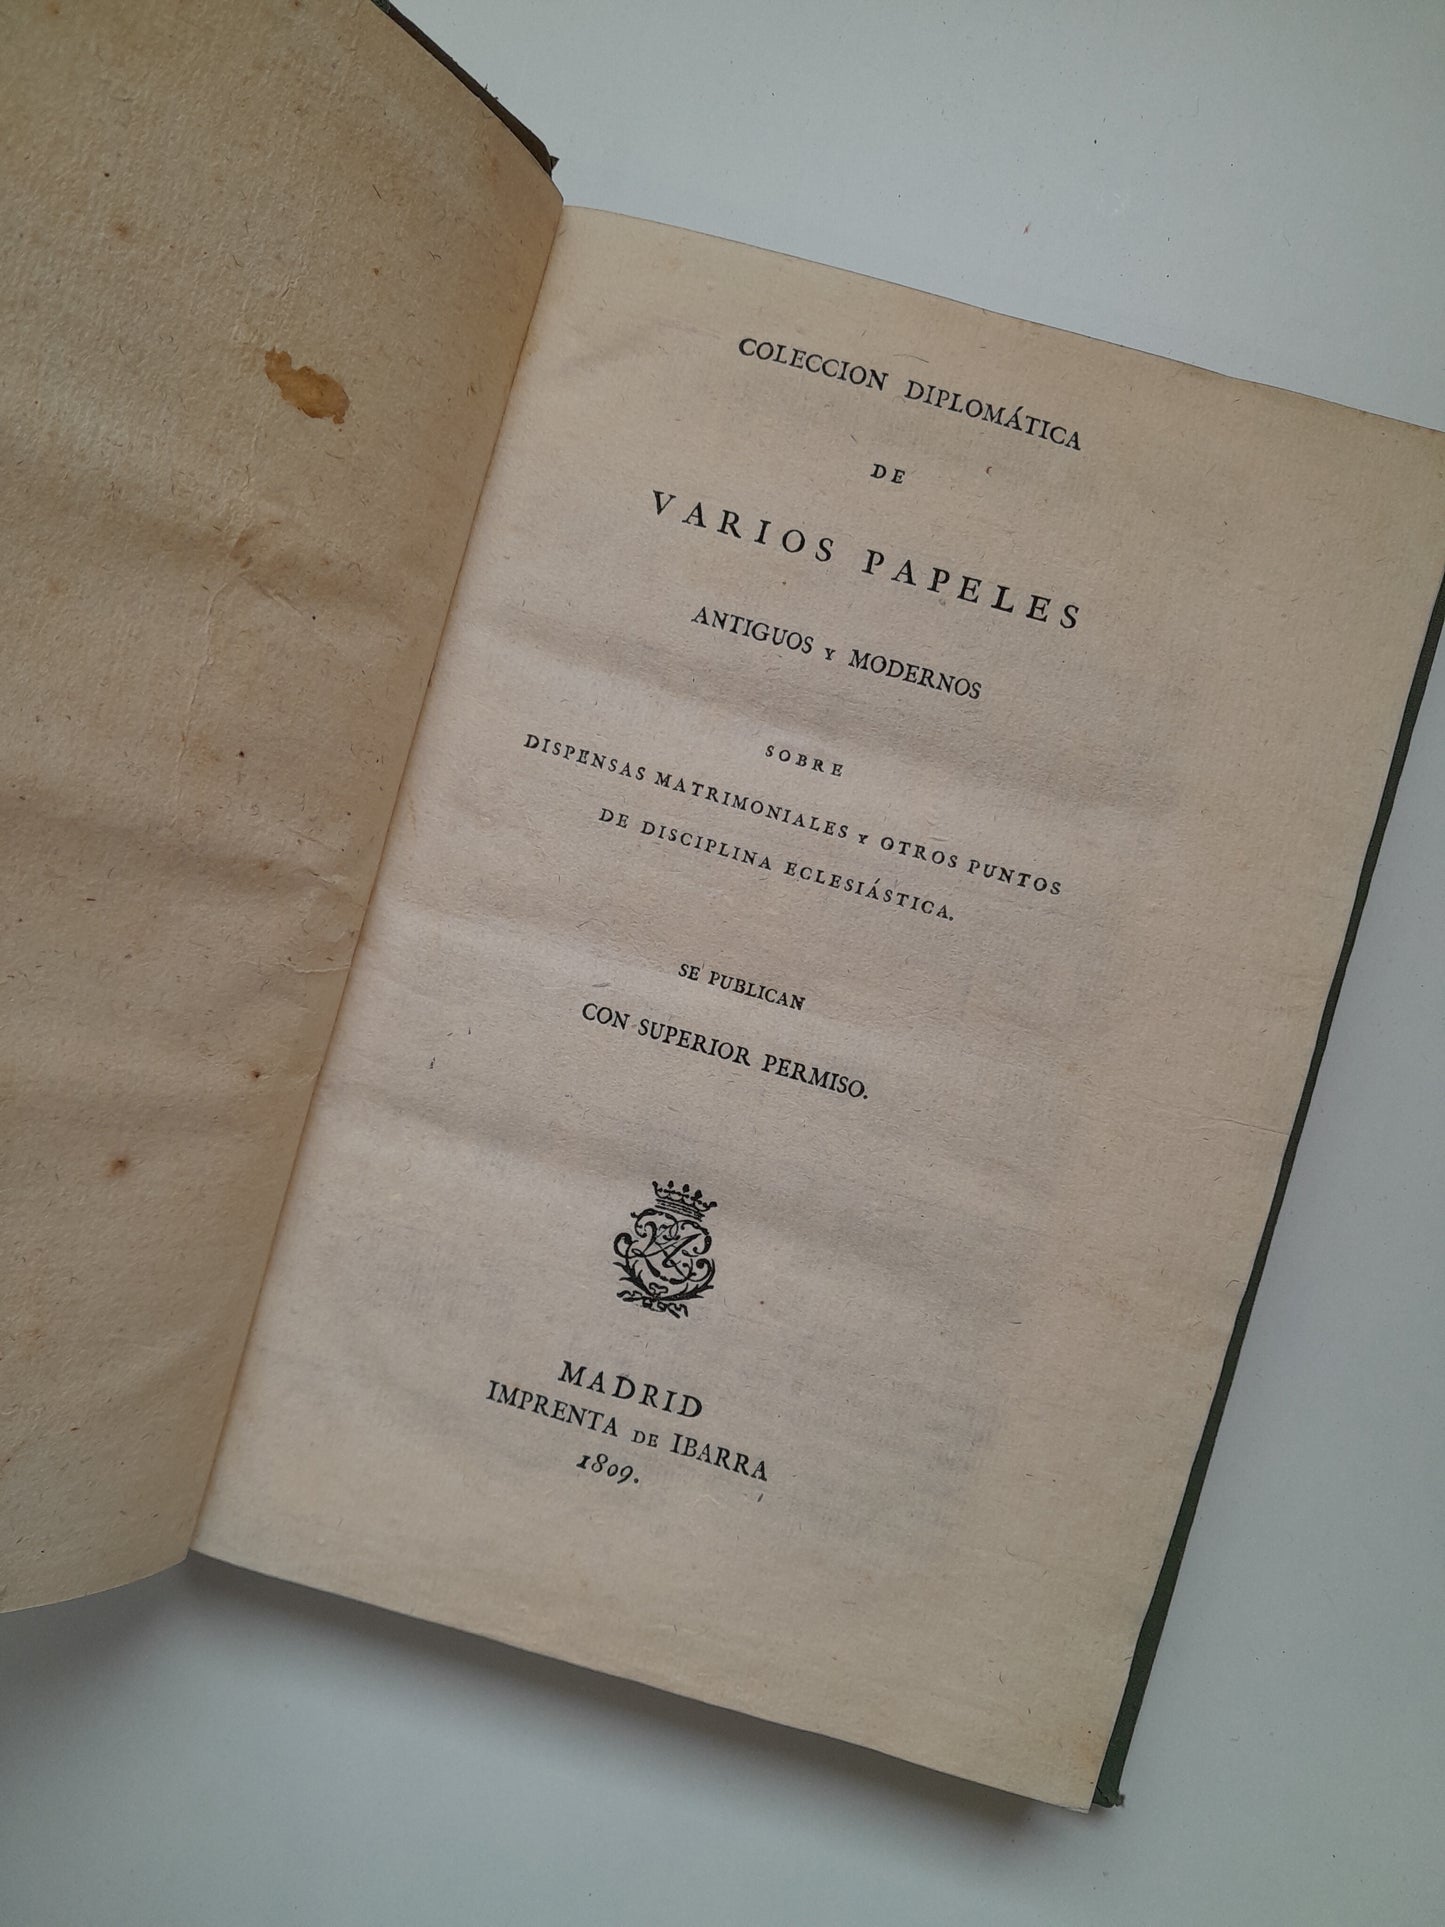 COLECCION DIPLOMÁTICA
DE
VARIOS PAPELES
ANTIGUOS Y MODERNOS
SOBRE
DISPENSAS MATRIMONIALES Y OTROS PUNTOS
DE DISCIPLINA ECLESIÁSTICA.
SE PUBLICAN
CON SUPERIOR PERMISO.
MADRID
IMPRENTA DE IBARRA
1809.